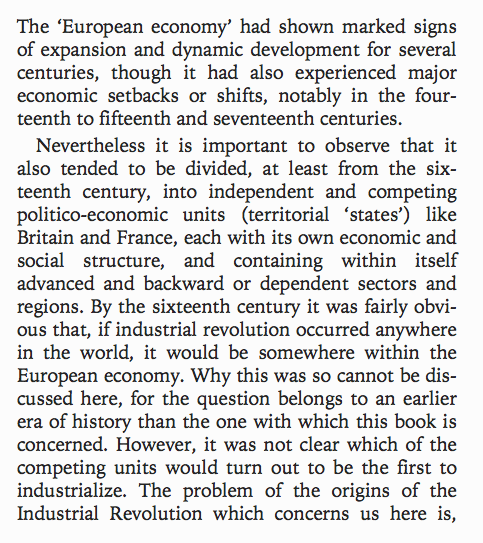 The ‘European economy’ had shown marked signs
of expansion and dynamic development for several
centuries, though it had also experienced major
economic setbacks or shifts, notably in the four-
teenth to fifteenth and seventeenth centuries.
Nevertheless it is important to observe that it
also tended to be divided, at least from the six-
teenth century, into independent and competing
politico-economic units (territorial ‘states’) like
Britain and France, each with its own economic and
social structure, and containing within itself
advanced and backward or dependent sectors and
regions. By the sixteenth century it was fairly obvi-
ous that, if industrial revolution occurred anywhere
in the world, it would be somewhere within the
European economy. Why this was so cannot be dis-
cussed here, for the question belongs to an earlier
era of history than the one with which this book is
concerned. However, it was not clear which of the
competing units would turn out to be the first to
industrialize. The problem of the origins of the
Industrial Revolution which concerns us here is,